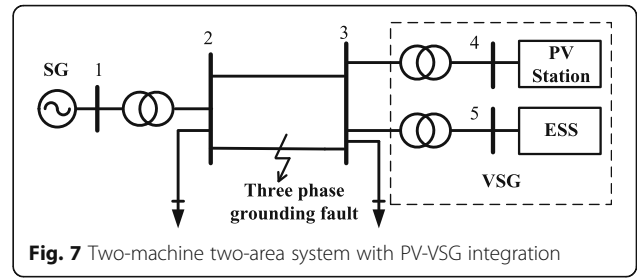 2
3
4
PV
Station
SG
1
5
ESS
VSG
Three phase
grounding fault
Fig. 7 Two-machine two-area system with PV-VSG integration